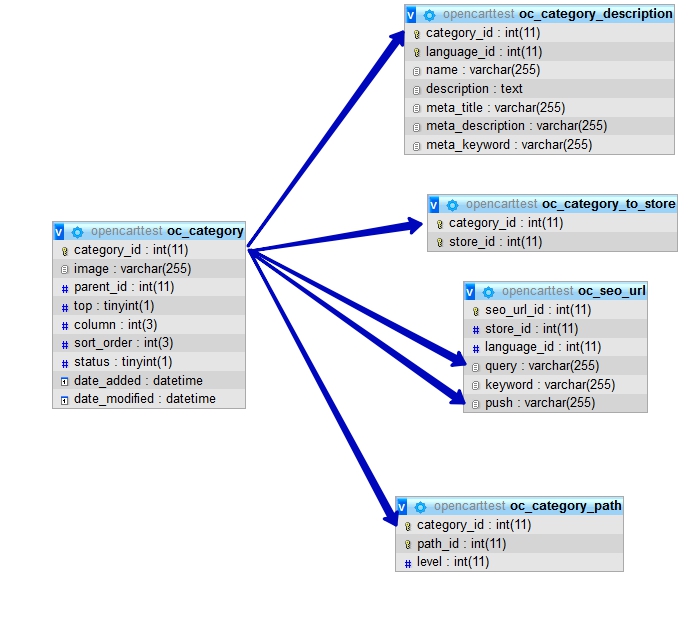 v opencarttest oc_category_description
category_id : int(11)
language_id : int(11)
name : varchar(255)
description : text
meta_title : varchar(255)
meta_description : varchar(255)
meta_keyword : varchar(255)
v opencarttest oc_category_to_store
category_id : int(11)
store_id : int(11)
v opencarttest oc_category
category_id : int(11)
image : varchar(255)
# parent_id : int(11)
# top : tinyint(1)
# column : int(3)
# sort_order : int(3)
# status : tinyint(1)
date_added : datetime
date_modified : datetime
v opencarttest oc_seo_url
seo_url_id : int(11)
# store_id : int(11)
# language_id : int(11)
query : varchar(255)
keyword : varchar(255)
push : varchar(255)
v opencarttest oc_category_path
category_id : int(11)
path_id : int(11)
# level : int(11)